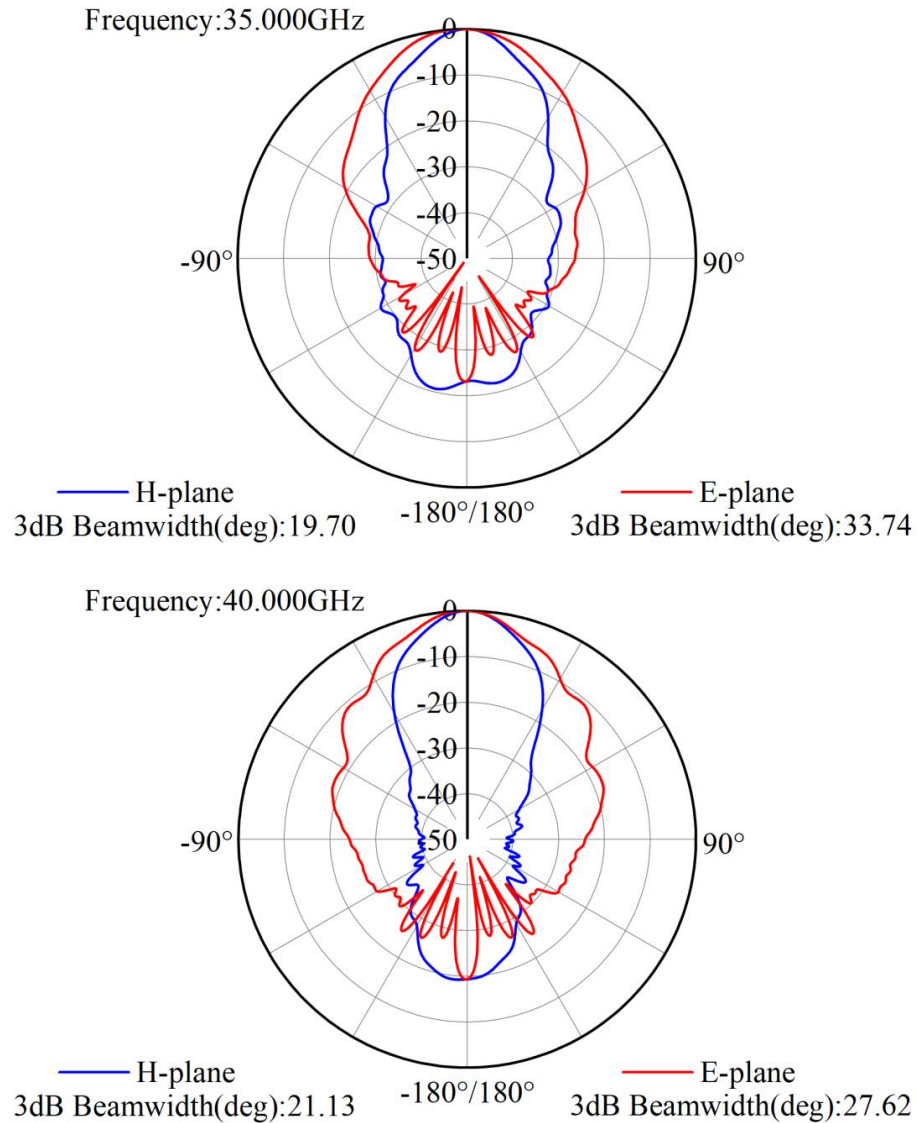 Frequency:35.000GHz
0
-10
-20
-30
-40
-90°
-50
90°
H-plane
-180°/180°
E-plane
3dB Beamwidth(deg):19.70
3dB Beamwidth(deg):33.74
Frequency:40.000GHz
0
-10
-20
-30
-40
-90°
-50
90°
H-plane
-180°/180°
E-plane
3dB Beamwidth(deg):21.13
3dB Beamwidth(deg):27.62